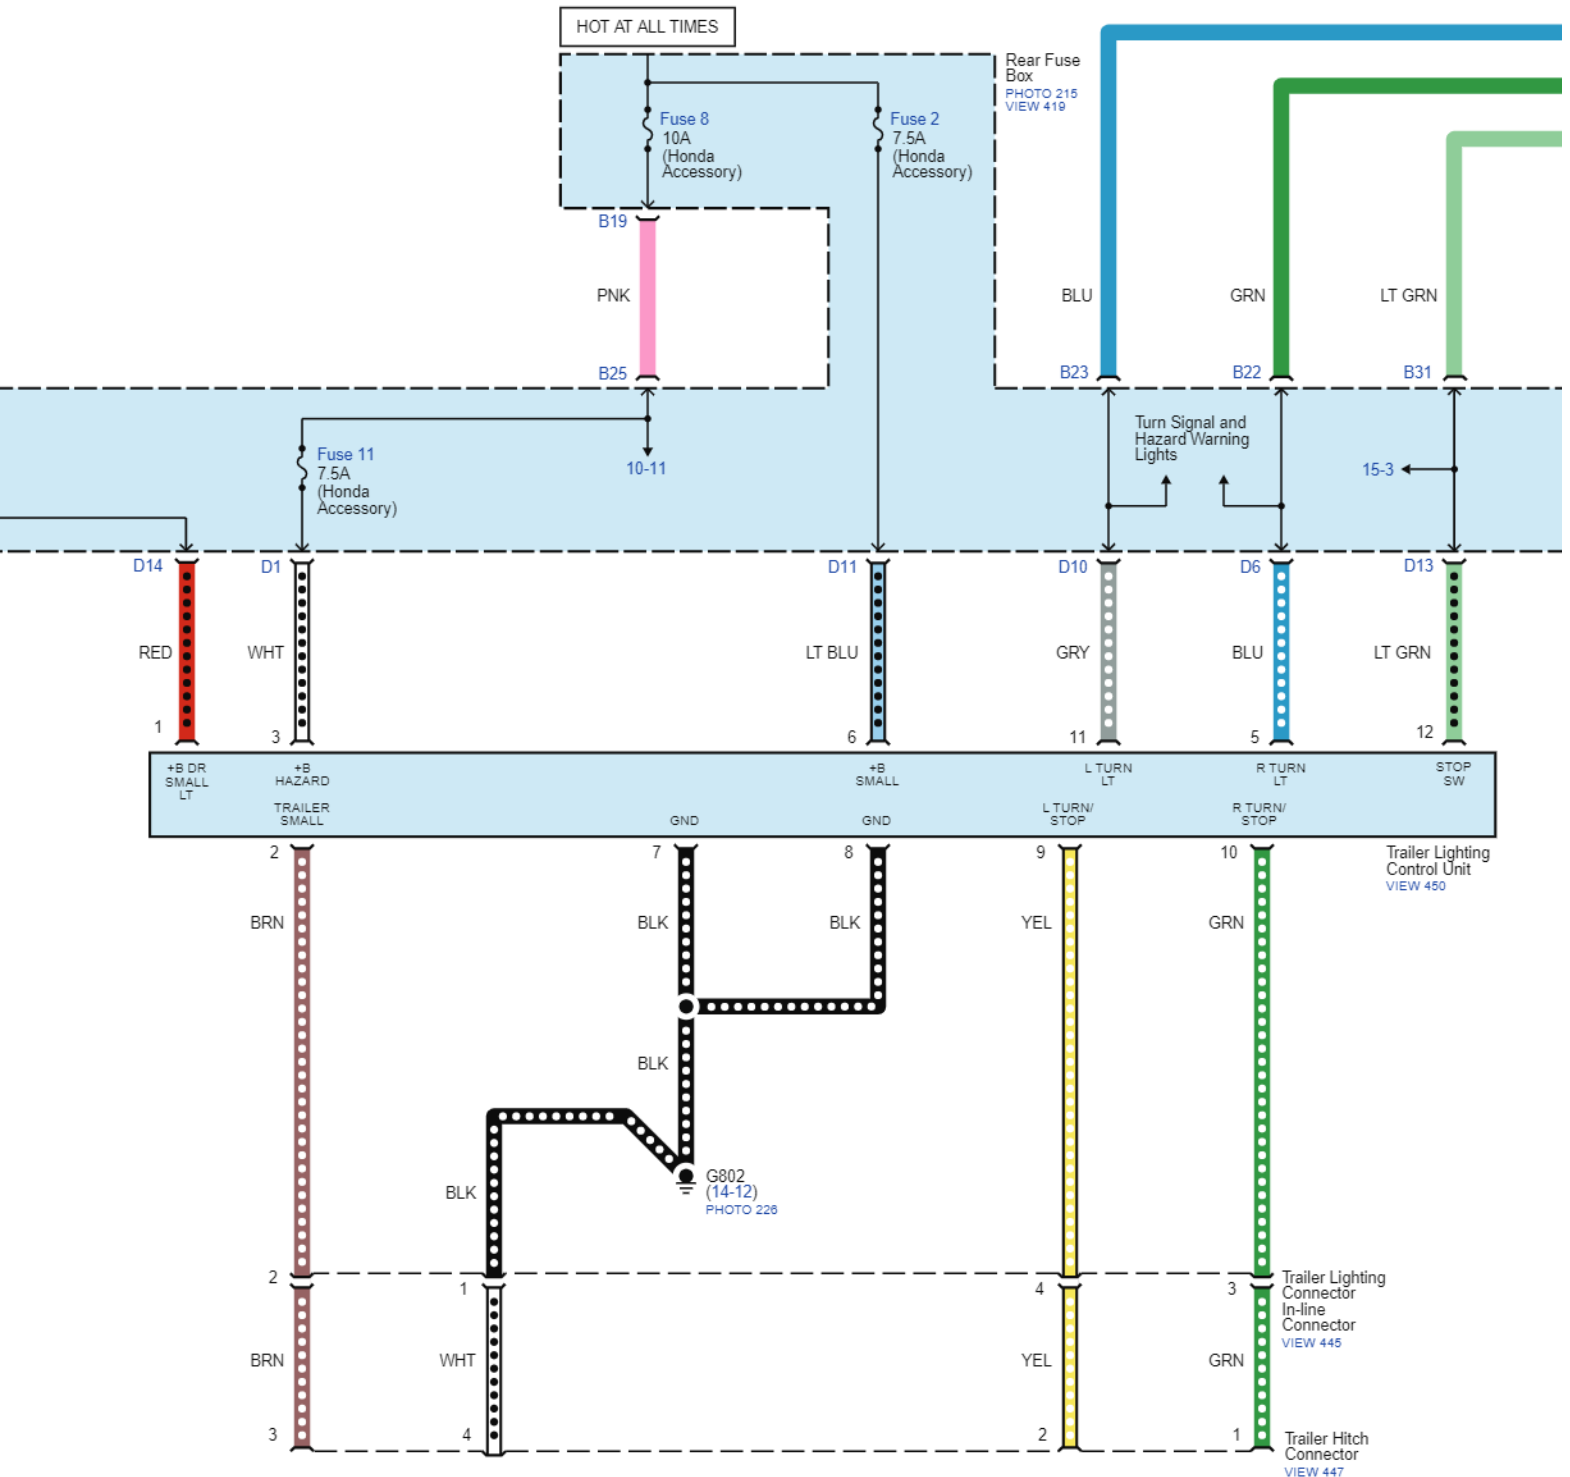 HOT AT ALL TIMES
Rear Fuse
Box
PHOTO 215
VIEW 419
Fuse 8
10A
(Honda
Accessory)
Fuse 2
7.5A
(Honda
Accessory)
B19
PNK
BLU
GRN
LT GRN
B25
B23
B22
B31
Turn Signal and
Hazard Warning
Lights
Fuse 11
7.5A
(Honda
Accessory)
10-11
15-3
D14
D1
D11
D10
D6
D13
RED
WHT
LT BLU
GRY
BLU
LT GRN
1
3
6
11
5
12
+B DR
SMALL
LT
+B
HAZARD
+B
SMALL
L TURN
LT
R TURN
LT
STOP
SW
TRAILER
SMALL
GND
GND
L TURN/
STOP
R TURN/
STOP
2
7
8
9
10
Trailer Lighting
Control Unit
VIEW 450
BRN
BLK
BLK
YEL
GRN
BLK
BLK
G802
(14-12)
PHOTO 226
2
1
4
3
Trailer Lighting
Connector
In-line
Connector
VIEW 445
BRN
WHT
YEL
GRN
3
4
2
1
Trailer Hitch
Connector
VIEW 447